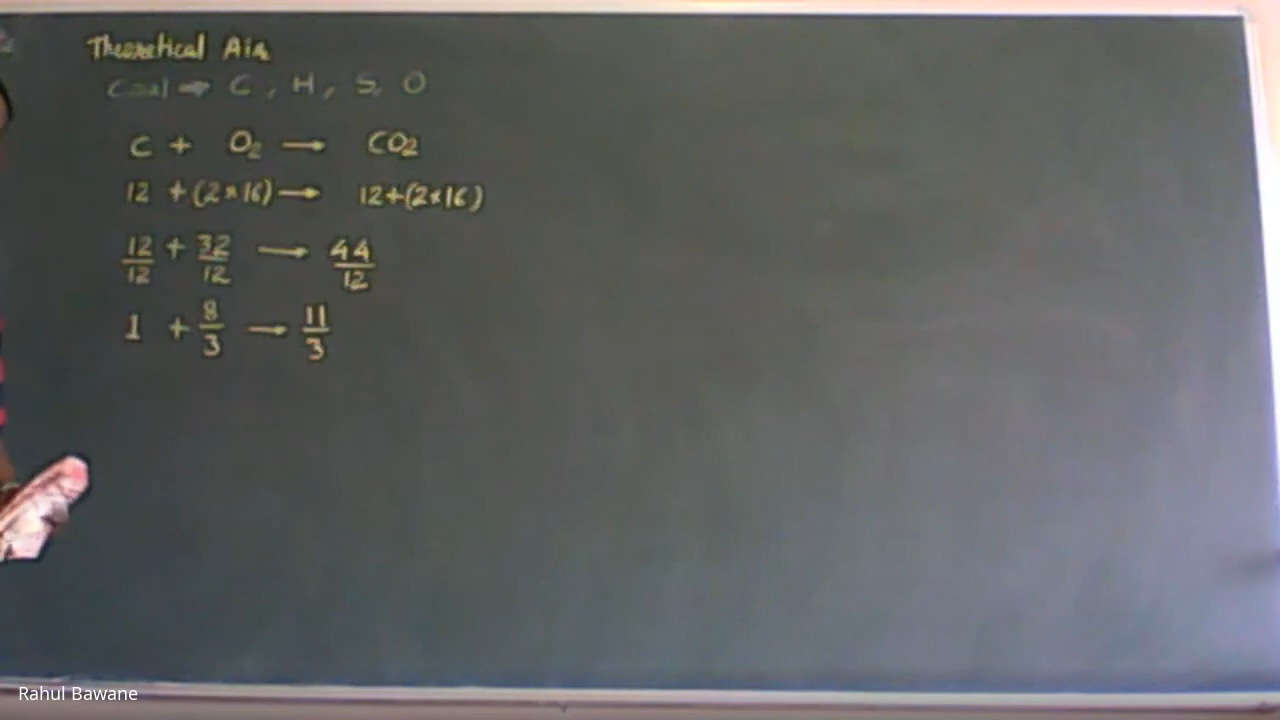 Theoretical Air
Coal ⇒ C, H, S, O
C + O₂ → CO₂
12 + (2×16) → 12+(2×16)
12/12 + 32/12 → 44/12
1 + 8/3 → 11/3
Rahul Bawane